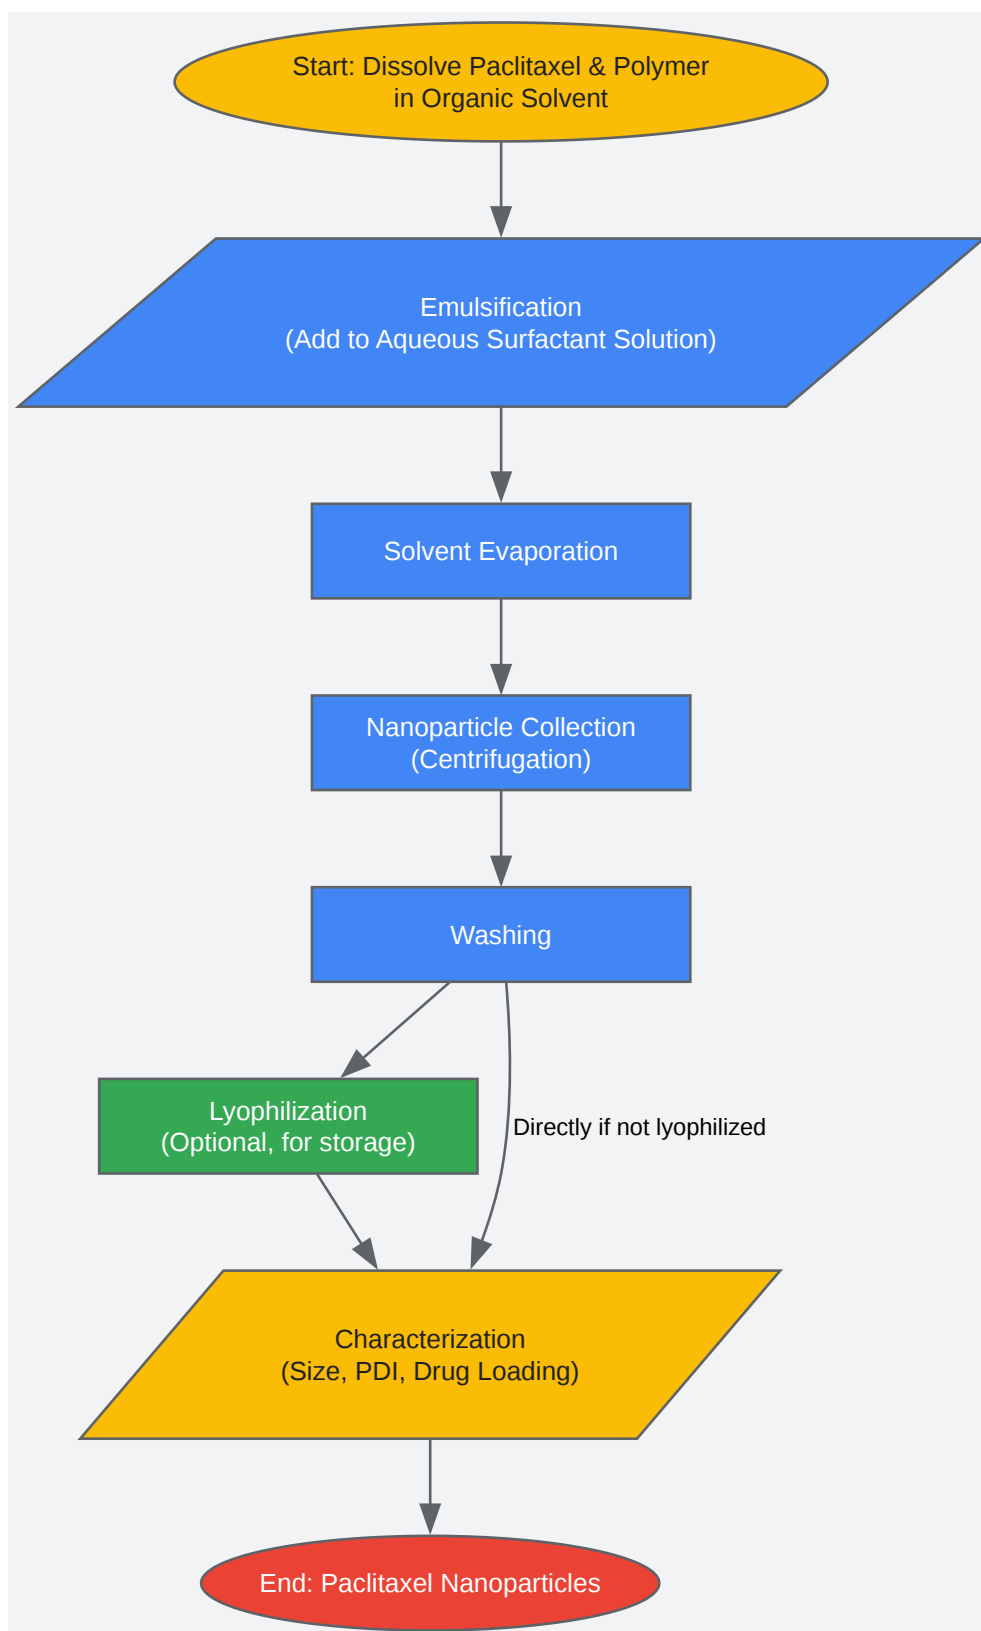 Start: Dissolve Paclitaxel & Polymer
in Organic Solvent
Emulsification
(Add to Aqueous Surfactant Solution)
Solvent Evaporation
Nanoparticle Collection
(Centrifugation)
Washing
Lyophilization
(Optional, for storage)
Directly if not lyophilized
Characterization
(Size, PDI, Drug Loading)
End: Paclitaxel Nanoparticles